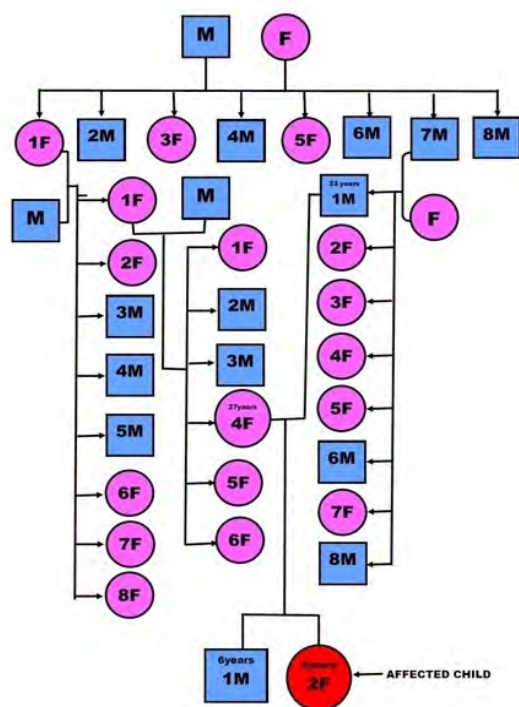 M
F
1F
2M
3F
4M
5F
6M
7M
8M
M
1F
M
33 years
1M
F
2F
1F
2F
3M
2M
3F
4M
3M
4F
5M
27years
4F
5F
6M
6F
5F
7F
7F
6F
8M
8F
6years
1M
2F
AFFECTED CHILD